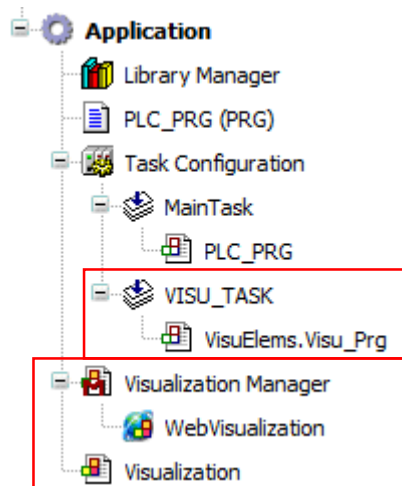 Application
Library Manager
PLC_PRG (PRG)
Task Configuration
MainTask
PLC_PRG
VISU_TASK
VisuElems.Visu_Prg
Visualization Manager
WebVisualization
Visualization